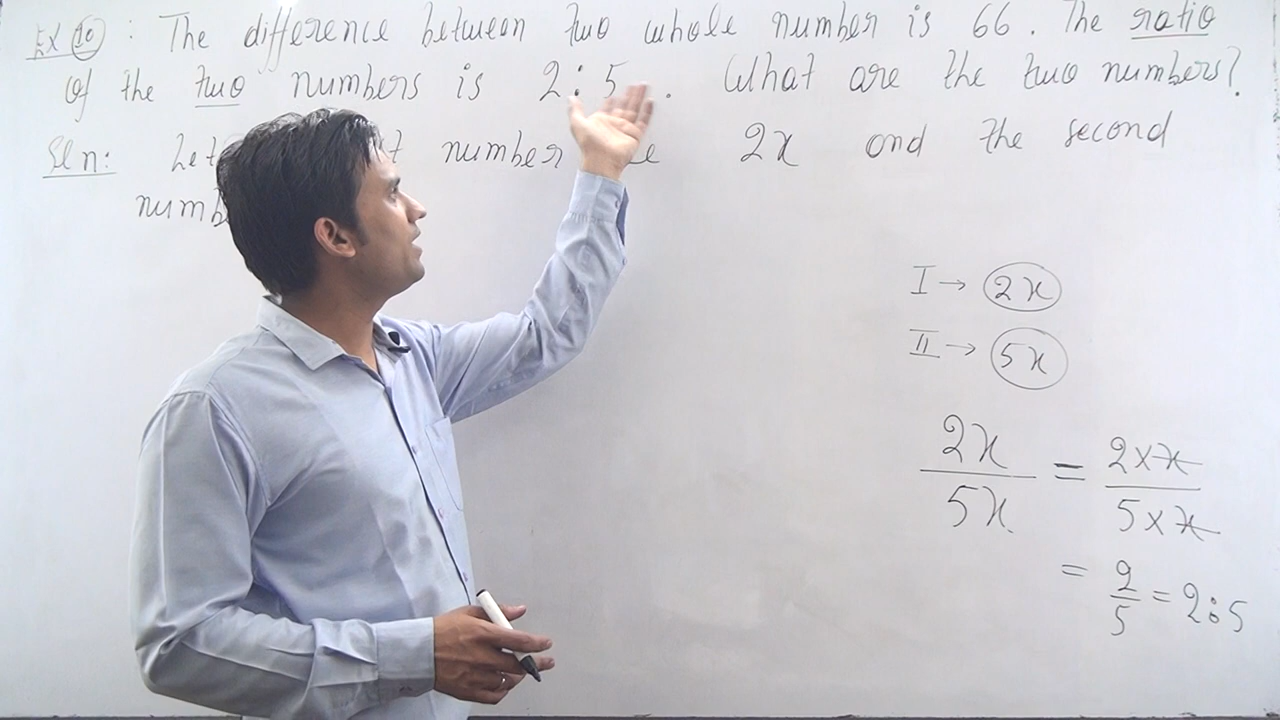 Ex 10 : The difference between two whole number is 66 . The ratio
of the two numbers is 2:5 . What are the two numbers?
Sln: Let number 2x and the second
I → 2x
II → 5x
2x/5x = 2×x/5×x
= 2/5 = 2:5